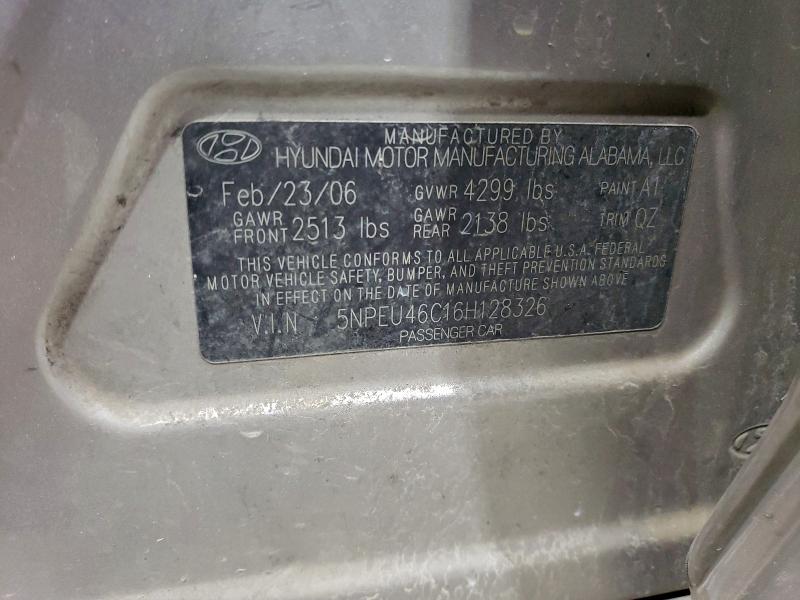 MANUFACTURED BY
HYUNDAI MOTOR MANUFACTURING ALABAMA, LLC
Feb/23/06 GVWR 4299 lbs PAINT A1
GAWR FRONT 2513 lbs GAWR REAR 2138 lbs TRIM QZ
THIS VEHICLE CONFORMS TO ALL APPLICABLE U.S.A. FEDERAL
MOTOR VEHICLE SAFETY, BUMPER, AND THEFT PREVENTION STANDARDS
IN EFFECT ON THE DATE OF MANUFACTURE SHOWN ABOVE
V.I.N 5NPEU46C16H128326
PASSENGER CAR